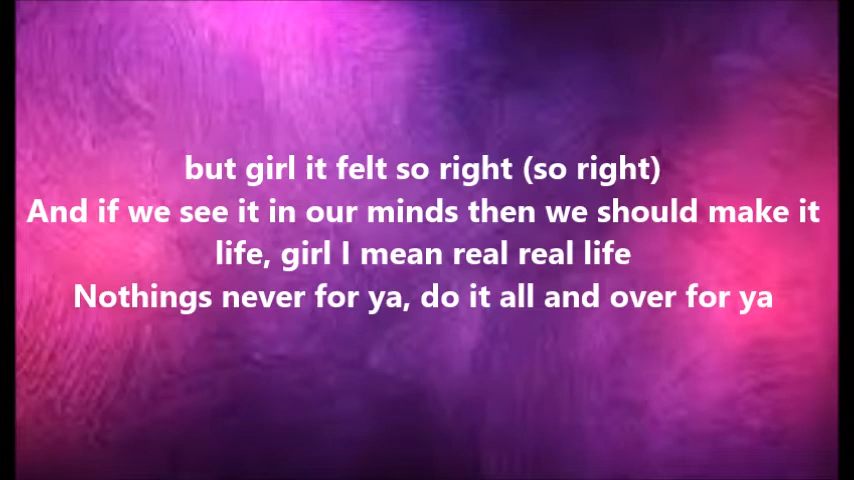 but girl it felt so right (so right)
And if we see it in our minds then we should make it
life, girl I mean real real life
Nothings never for ya, do it all and over for ya